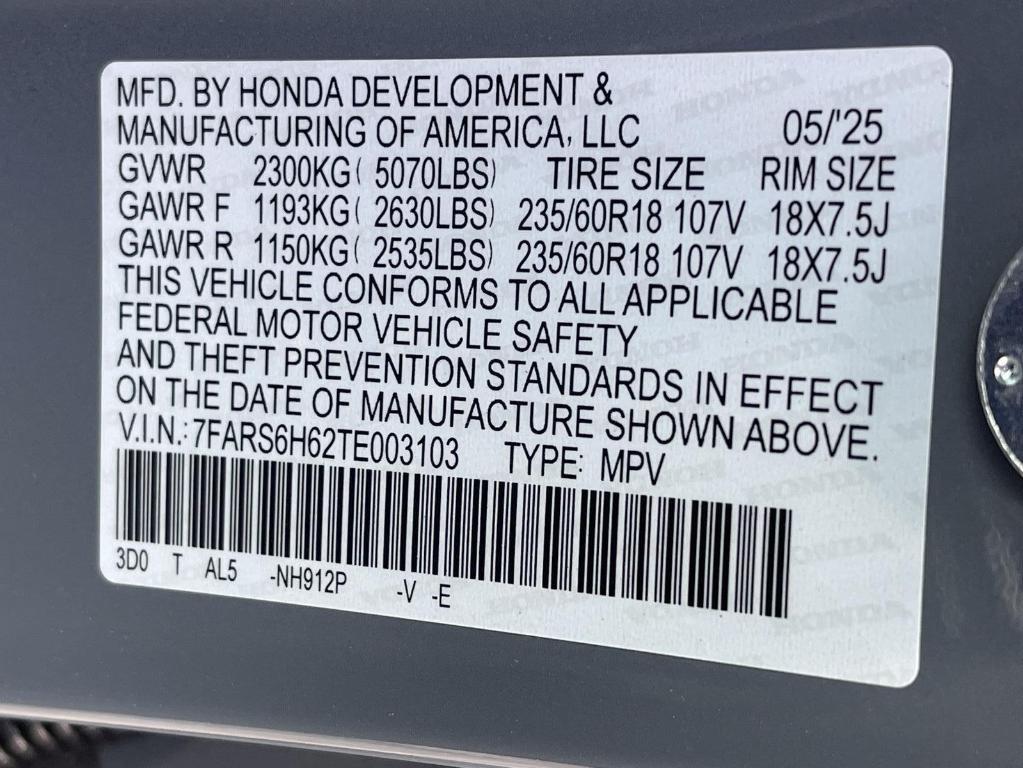 MFD. BY HONDA DEVELOPMENT &
MANUFACTURING OF AMERICA, LLC 05/'25
GVWR 2300KG( 5070LBS) TIRE SIZE RIM SIZE
GAWR F 1193KG( 2630LBS) 235/60R18 107V 18X7.5J
GAWR R 1150KG( 2535LBS) 235/60R18 107V 18X7.5J
THIS VEHICLE CONFORMS TO ALL APPLICABLE
FEDERAL MOTOR VEHICLE SAFETY
AND THEFT PREVENTION STANDARDS IN EFFECT
ON THE DATE OF MANUFACTURE SHOWN ABOVE.
V.I.N.: 7FARS6H62TE003103 TYPE: MPV
3D0 T AL5 -NH912P -V -E